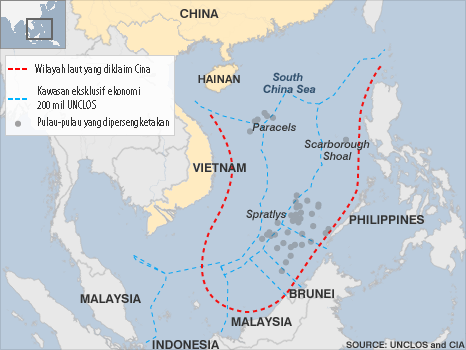 CHINA
Wilayah laut yang diklaim Cina
Kawasan eksklusif ekonomi
200 mil UNCLOS
Pulau-pulau yang dipersengketakan
HAINAN
South
China Sea
Paracels
Scarborough
Shoal
VIETNAM
Spratlys
PHILIPPINES
BRUNEI
MALAYSIA
MALAYSIA
INDONESIA
SOURCE: UNCLOS and CIA